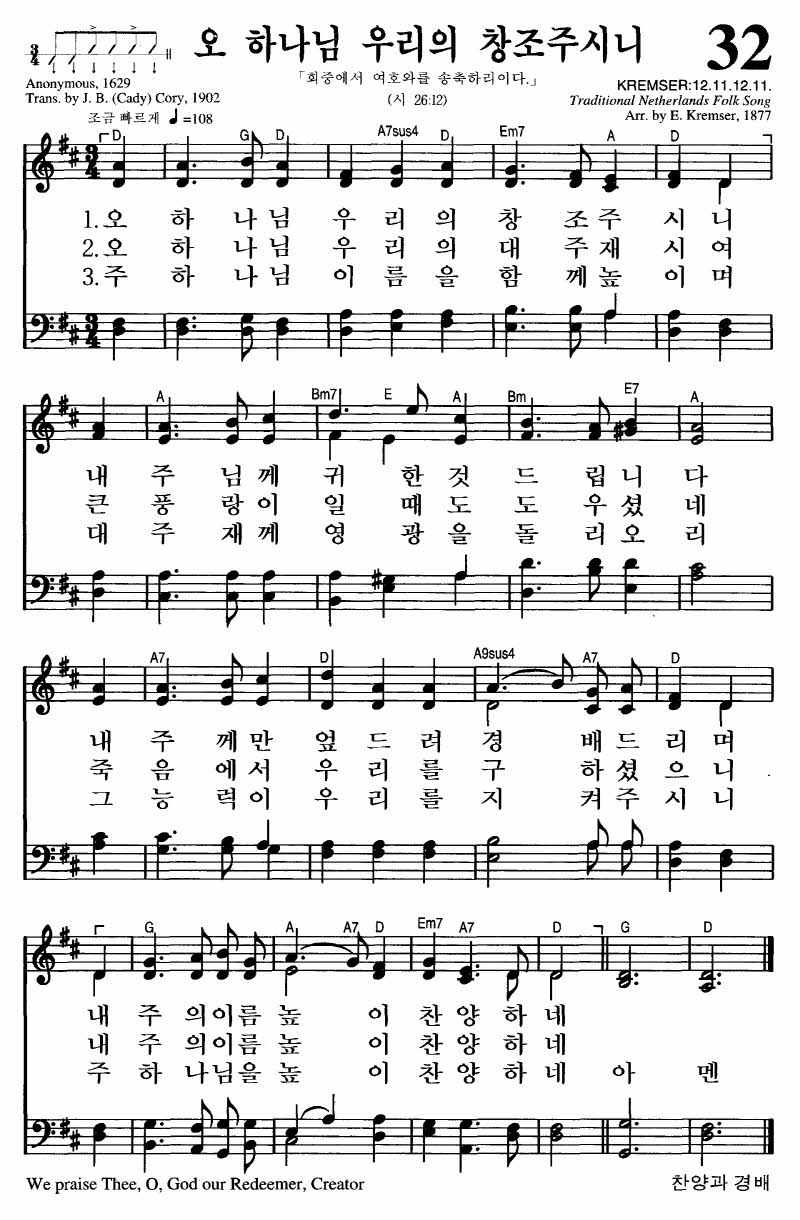 오 하나님 우리의 창조주시니 32
「회중에서 여호와를 송축하리이다.」
(시 26:12)
Anonymous, 1629
Trans. by J. B. (Cady) Cory, 1902
조금 빠르게 ♩=108
KREMSER:12.11.12.11.
Traditional Netherlands Folk Song
Arr. by E. Kremser, 1877
3/4
D G D A7sus4 D Em7 A D
1.오 하 나님 우 리 의 창 조주 시 니
2.오 하 나님 우 리 의 대 주재 시 여
3.주 하 나님 이 름 을 함 께높 이 며
A Bm7 E A Bm E7 A
내 주 님께 귀 한것 드 립니 다
큰 풍 랑이 일 때도 도 우셨 네
대 주 재께 영 광을 돌 리오 리
A7 D A9sus4 A7 D
내 주 께만 엎 드 려 경 배드 리 며
죽 음 에서 우 리 를 구 하셨 으 니
그 능 력이 우 리 를 지 켜주 시 니
G A A7 D Em7 A7 D G D
내 주 의이름 높 이 찬 양 하 네
내 주 의이름 높 이 찬 양 하 네
주 하 나님을 높 이 찬 양 하 네 아 멘
We praise Thee, O, God our Redeemer, Creator
찬양과 경배